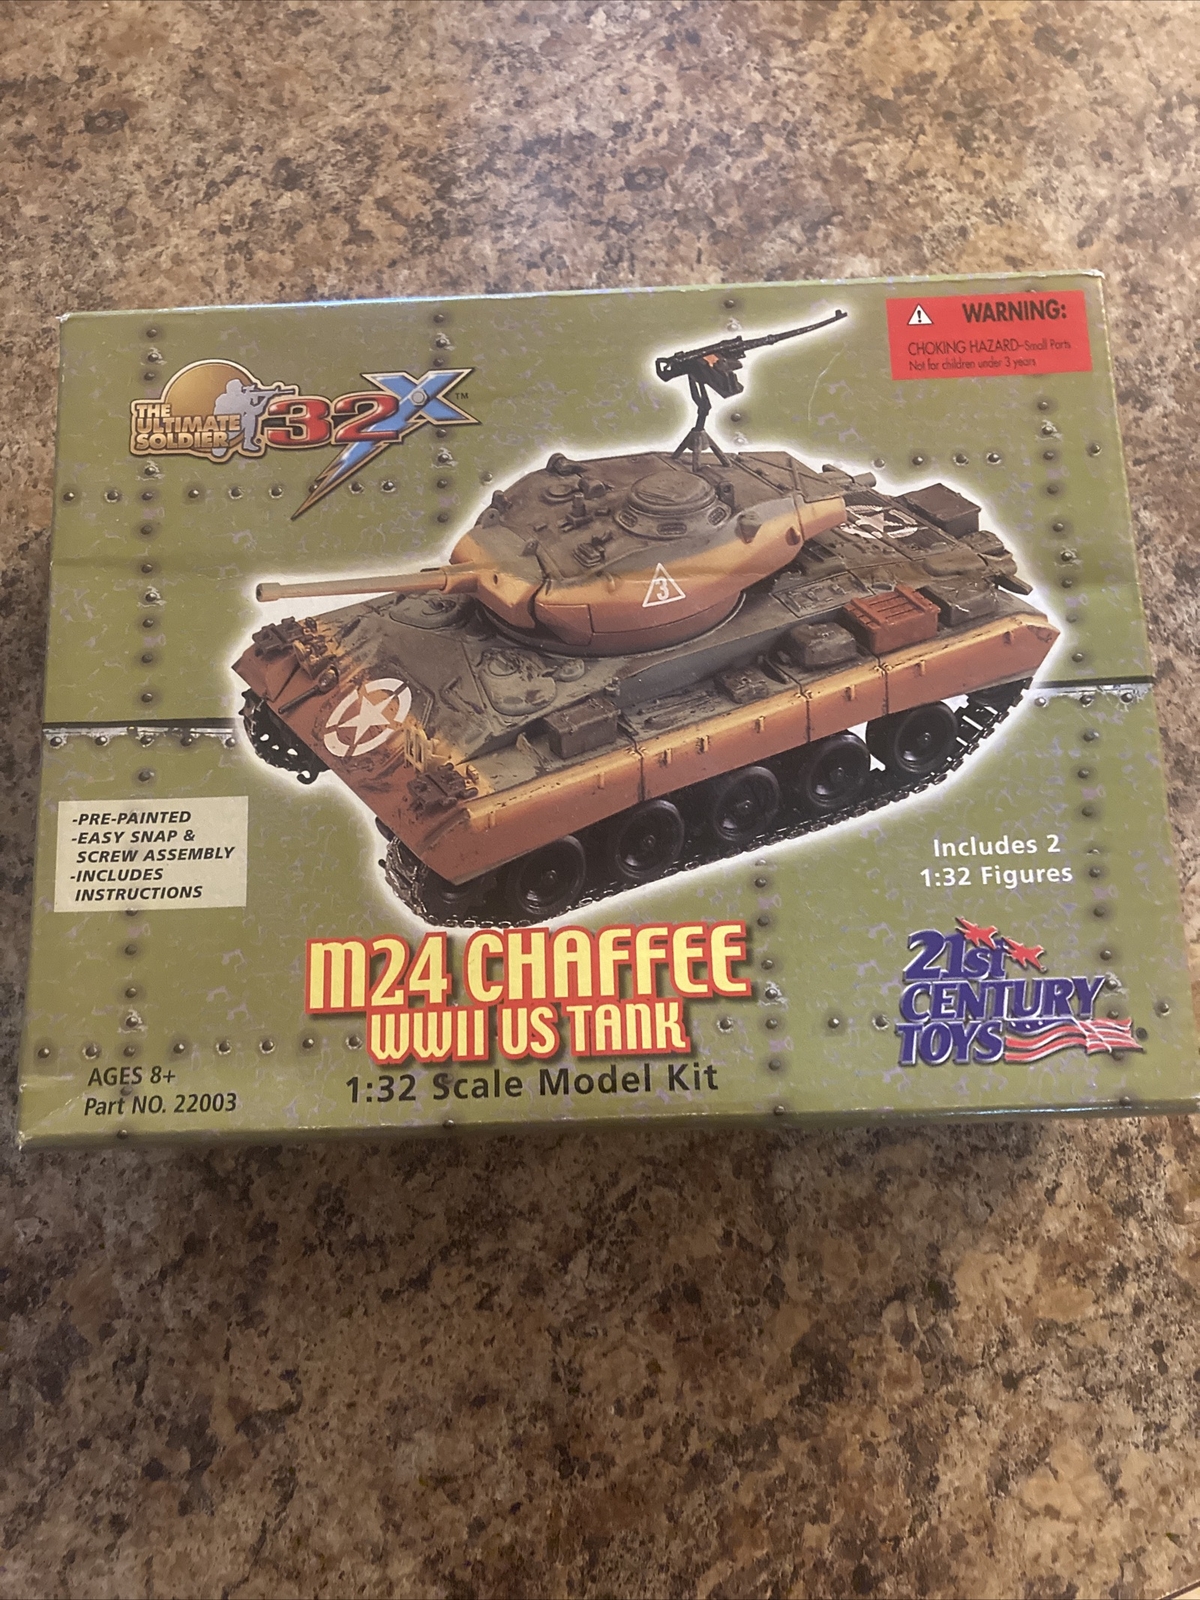 WARNING:
CHOKING HAZARD–Small Parts
Not for children under 3 years
THE
ULTIMATE
SOLDIER
32X™
3
-PRE-PAINTED
-EASY SNAP &
SCREW ASSEMBLY
-INCLUDES
INSTRUCTIONS
Includes 2
1:32 Figures
M24 CHAFFEE
WWII US TANK
1:32 Scale Model Kit
21st
CENTURY
TOYS
AGES 8+
Part NO. 22003